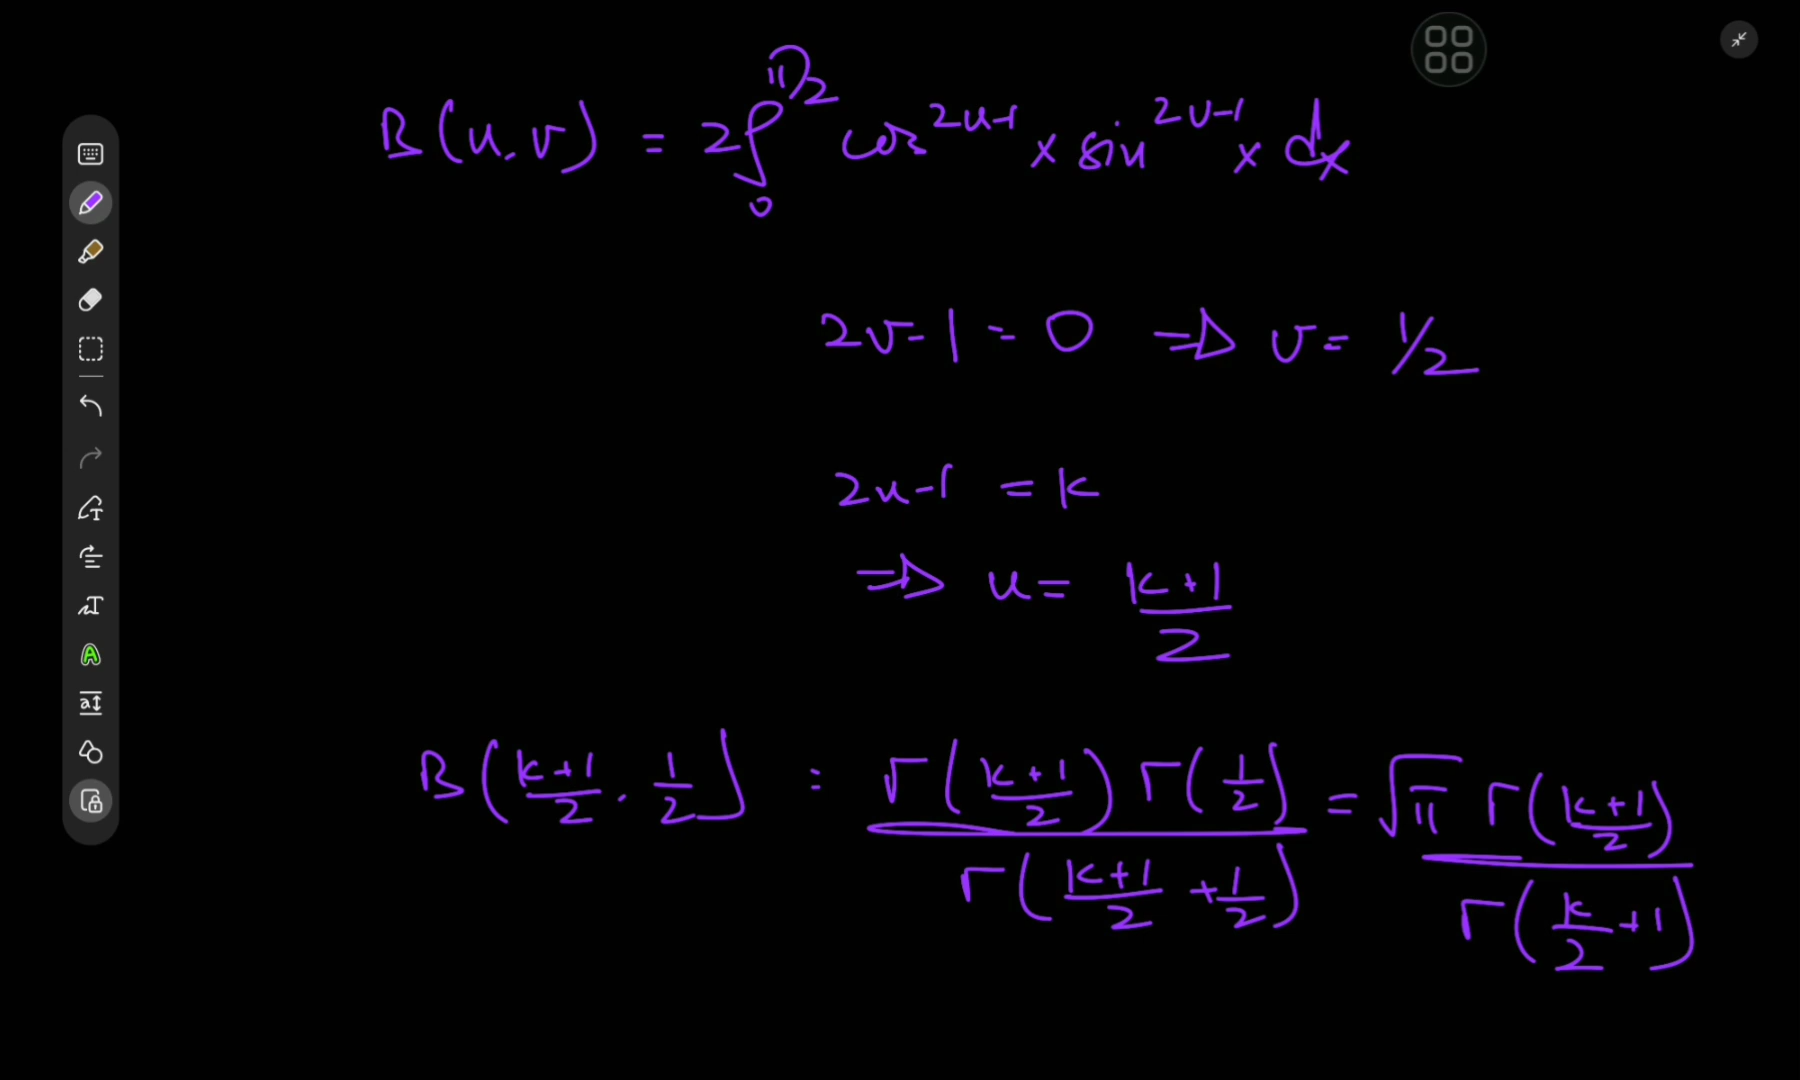 B(u,v) = 2∫₀^{π/2} cos^{2u-1} x sin^{2v-1} x dx
2v-1 = 0 ⇒ v = 1/2
2u-1 = k
⇒ u = (k+1)/2
B((k+1)/2, 1/2) = Γ((k+1)/2) Γ(1/2) / Γ((k+1)/2 + 1/2) = √π Γ((k+1)/2) / Γ(k/2 + 1)